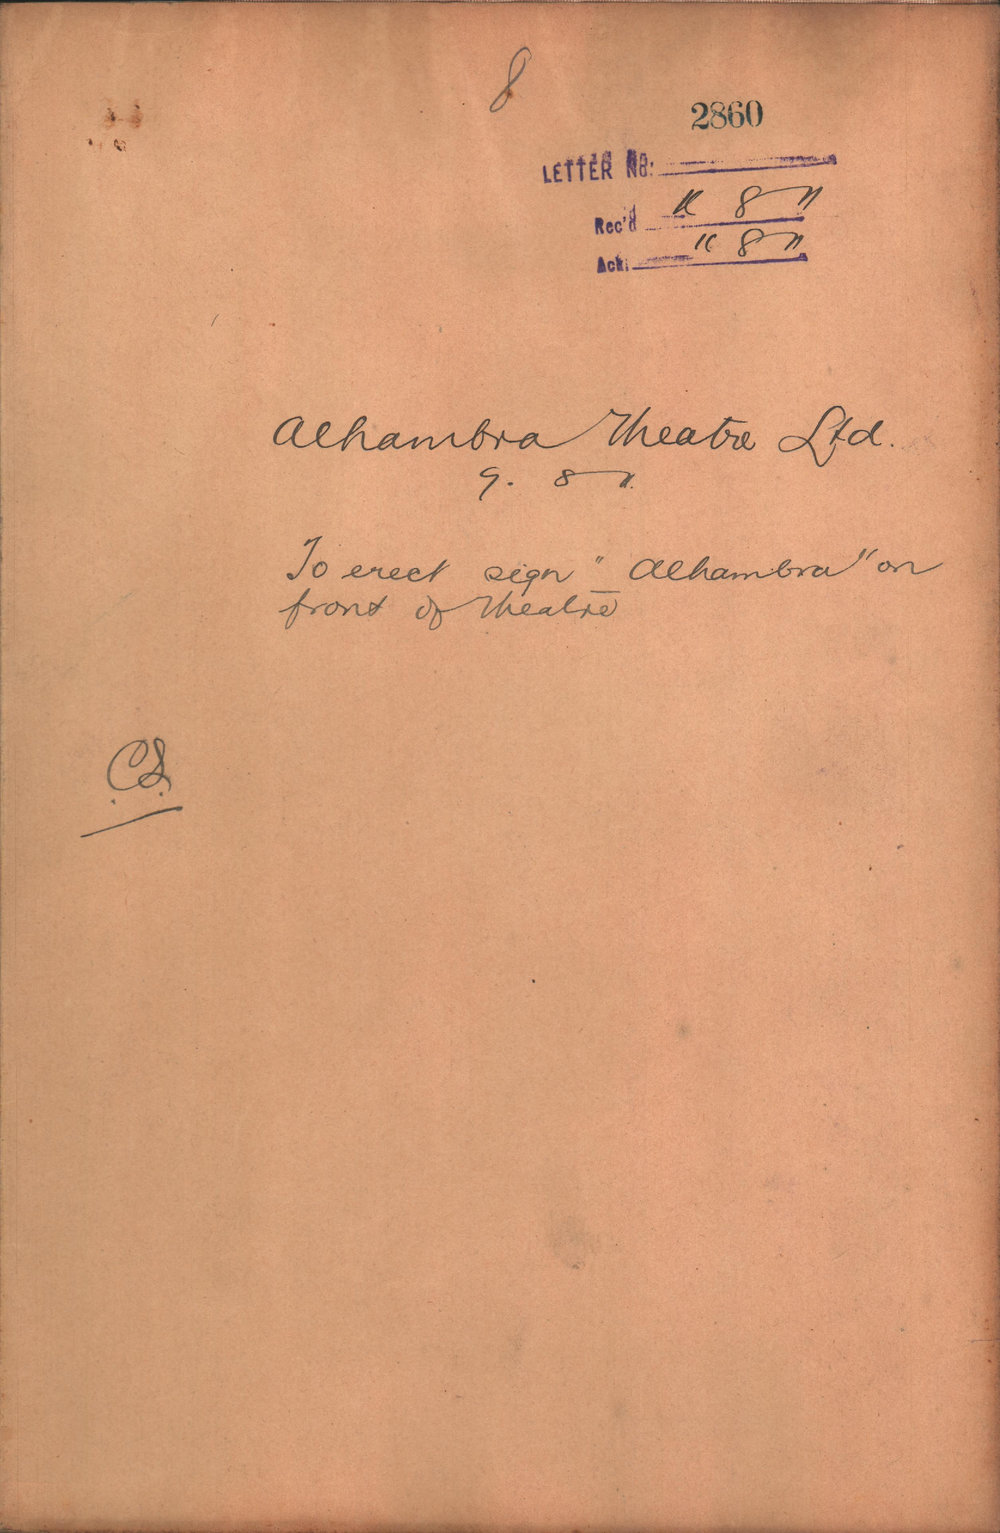 8
2860
LETTER No.
Rec'd 11 8 11
Ack. 11 8 11
Alhambra Theatre Ltd.
9. 8 11.
To erect sign "Alhambra" on
front of Theatre
C.S.